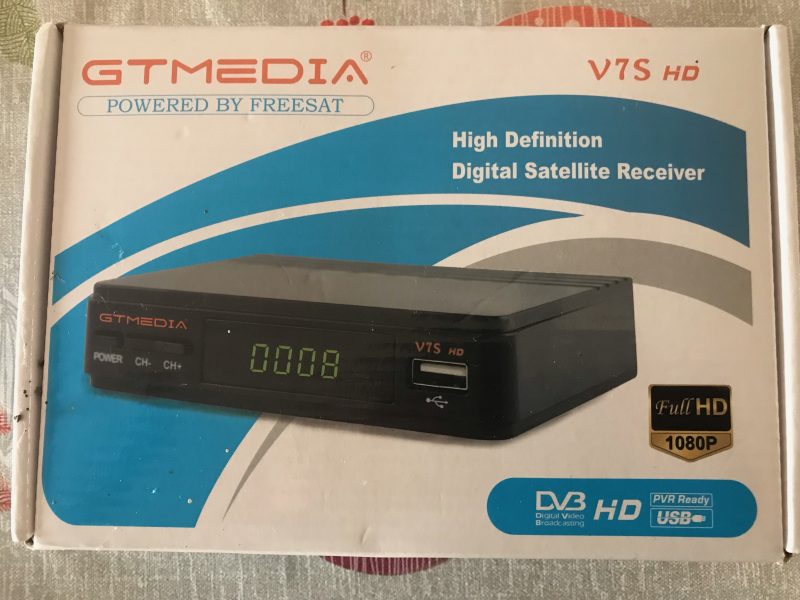 GTMEDIA®
POWERED BY FREESAT
V7S HD
High Definition
Digital Satellite Receiver
GTMEDIA
POWER CH- CH+
0008
V7S HD
Full HD
1080P
DVB
Digital Video
Broadcasting
HD
PVR Ready
USB